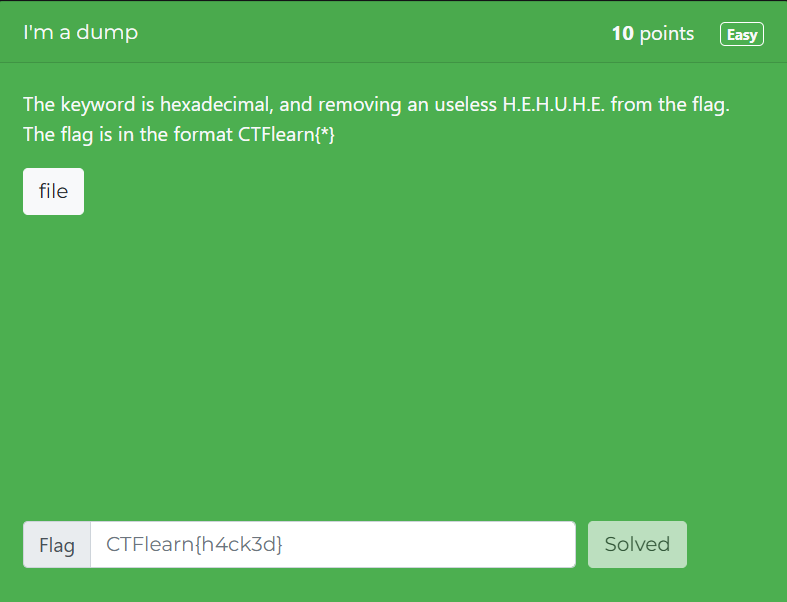 I'm a dump
10 points
Easy
The keyword is hexadecimal, and removing an useless H.E.H.U.H.E. from the flag.
The flag is in the format CTFlearn{*}
file
Flag
CTFlearn{h4ck3d}
Solved